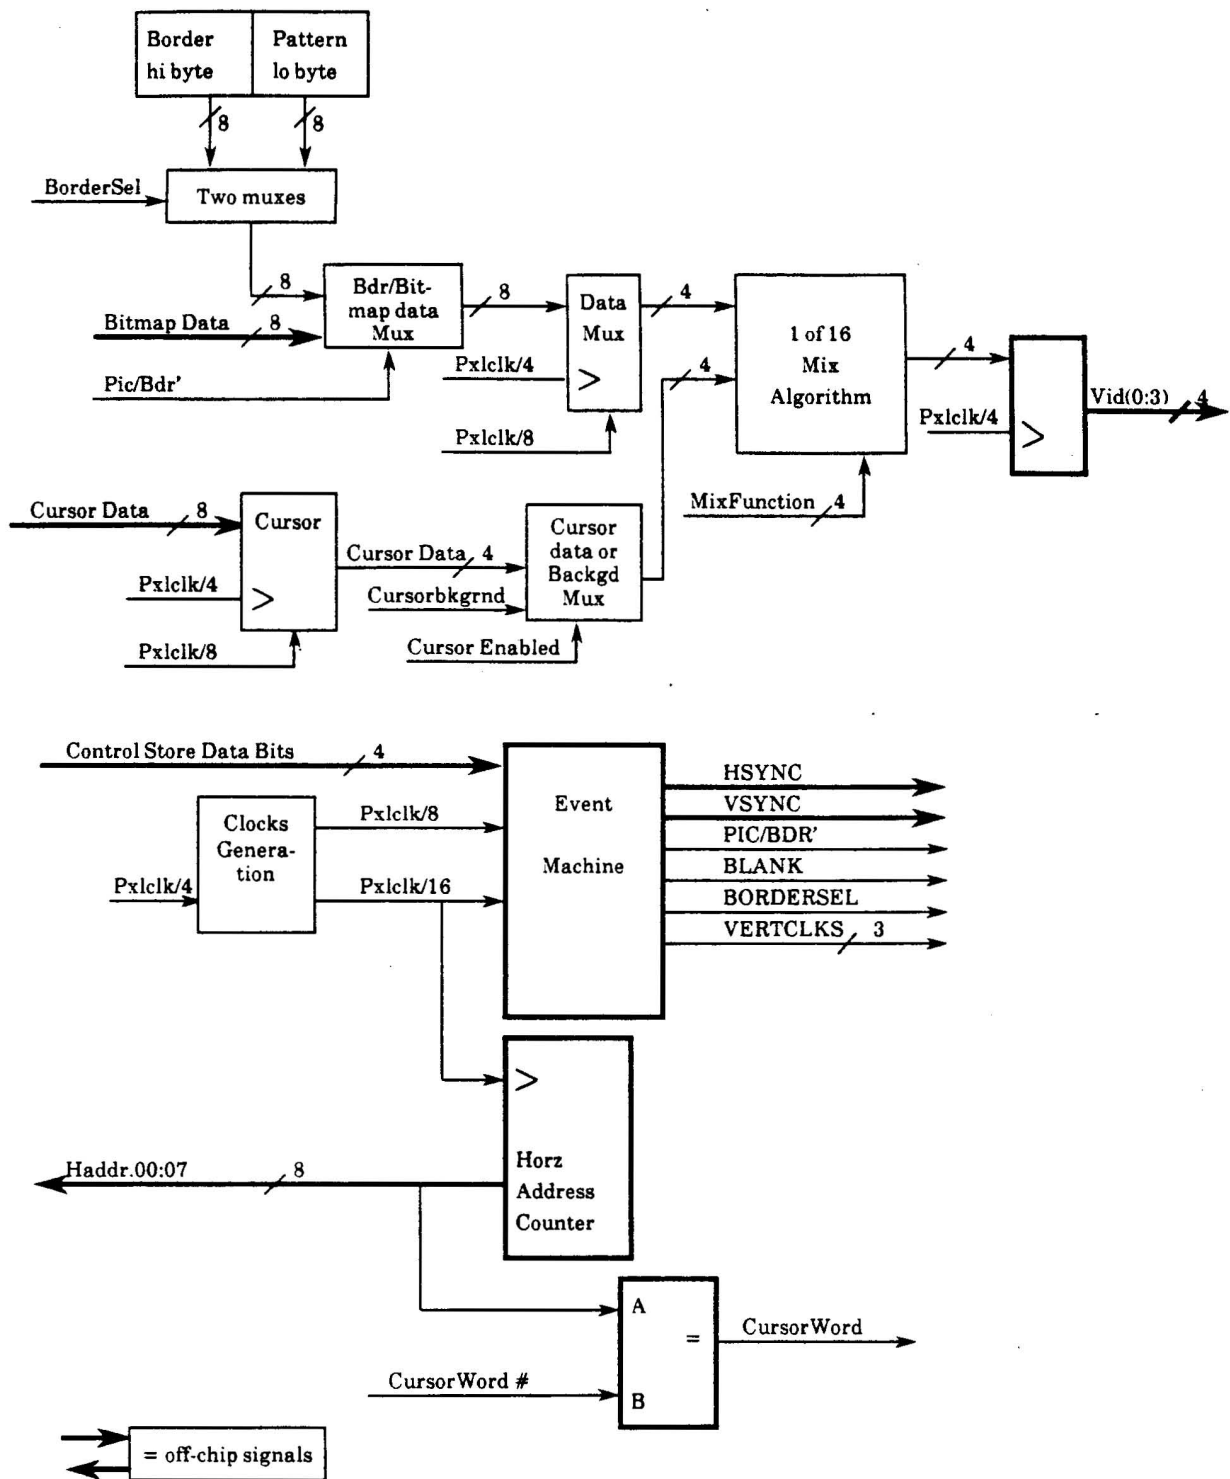 Border
hi byte
Pattern
lo byte
8
8
BorderSel
Two muxes
8
Bitmap Data
8
Pic/Bdr'
Bdr/Bit-
map data
Mux
8
Data
Mux
Pxlclk/4
Pxlclk/8
4
4
1 of 16
Mix
Algorithm
MixFunction
4
4
Pxlclk/4
Vid(0:3)
4
Cursor Data
8
Cursor
Pxlclk/4
Pxlclk/8
Cursor Data
4
Cursorbkgrnd
Cursor Enabled
Cursor
data or
Backgd
Mux
Control Store Data Bits
4
Clocks
Genera-
tion
Pxlclk/4
Pxlclk/8
Pxlclk/16
Event
Machine
HSYNC
VSYNC
PIC/BDR'
BLANK
BORDERSEL
VERTCLKS
3
Haddr.00:07
8
Horz
Address
Counter
A
=
B
CursorWord
CursorWord #
= off-chip signals